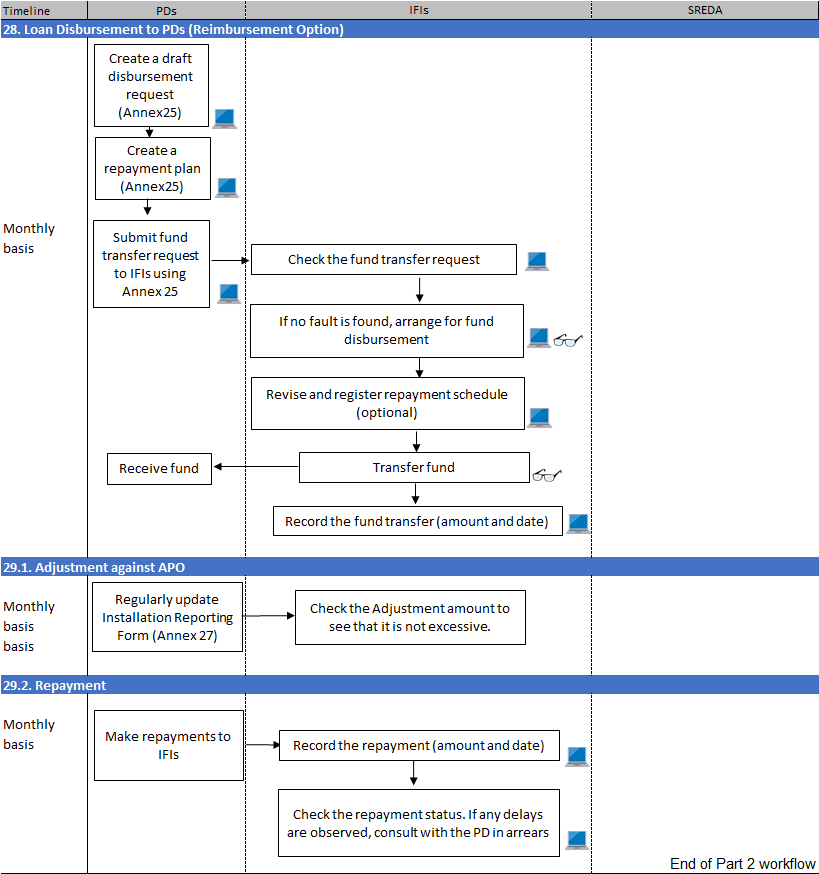 Timeline
PDs
IFIs
SREDA
28. Loan Disbursement to PDs (Reimbursement Option)
Create a draft
disbursement
request
(Annex25)
Create a
repayment plan
(Annex25)
Monthly
basis
Submit fund
transfer request
to IFIs using
Annex 25
Check the fund transfer request
If no fault is found, arrange for fund
disbursement
Revise and register repayment schedule
(optional)
Receive fund
Transfer fund
Record the fund transfer (amount and date)
29.1. Adjustment against APO
Monthly
basis
basis
Regularly update
Installation Reporting
Form (Annex 27)
Check the Adjustment amount to
see that it is not excessive.
29.2. Repayment
Monthly
basis
Make repayments to
IFIs
Record the repayment (amount and date)
Check the repayment status. If any delays
are observed, consult with the PD in arrears
End of Part 2 workflow